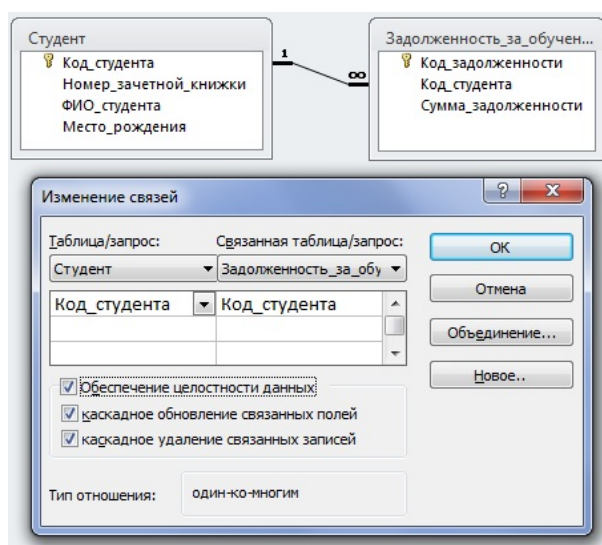 Студент
Код_студента
Номер_зачетной_книжки
ФИО_студента
Место_рождения
1
∞
Задолженность_за_обучен...
Код_задолженности
Код_студента
Сумма_задолженности
Изменение связей
?
X
Таблица/запрос:
Связанная таблица/запрос:
Студент
Задолженность_за_обу
Код_студента
Код_студента
Обеспечение целостности данных
каскадное обновление связанных полей
каскадное удаление связанных записей
Тип отношения:
один-ко-многим
ОК
Отмена
Объединение...
Новое..